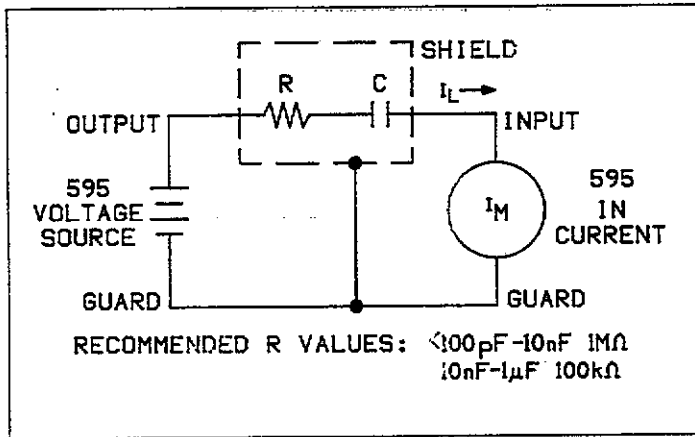 SHIELD
R C
I_L
OUTPUT INPUT
595
VOLTAGE
SOURCE
I_M
595
IN
CURRENT
GUARD GUARD
RECOMMENDED R VALUES: <100pF-10nF 1MΩ
10nF-1µF 100kΩ